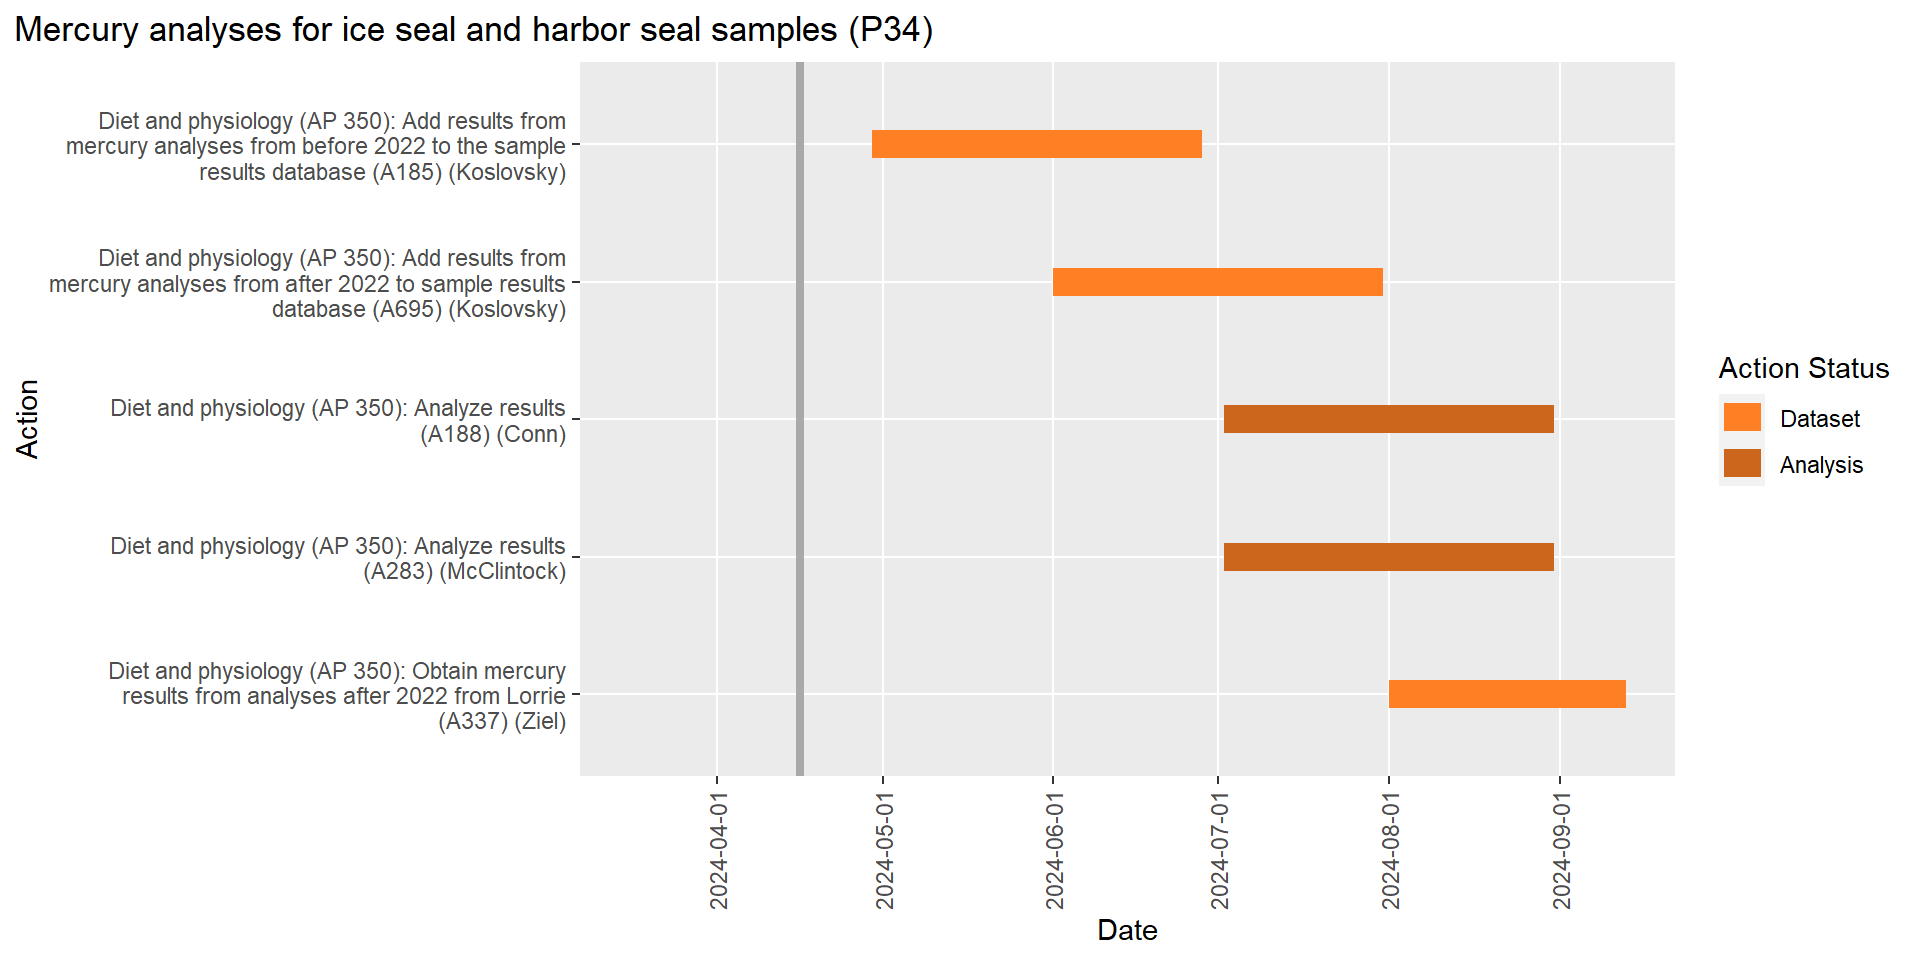 Mercury analyses for ice seal and harbor seal samples (P34)
Diet and physiology (AP 350): Add results from
mercury analyses from before 2022 to the sample
results database (A185) (Koslovsky)
Diet and physiology (AP 350): Add results from
mercury analyses from after 2022 to sample results
database (A695) (Koslovsky)
Diet and physiology (AP 350): Analyze results
(A188) (Conn)
Diet and physiology (AP 350): Analyze results
(A283) (McClintock)
Diet and physiology (AP 350): Obtain mercury
results from analyses after 2022 from Lorrie
(A337) (Ziel)
Action
2024-04-01
2024-05-01
2024-06-01
2024-07-01
2024-08-01
2024-09-01
Date
Action Status
Dataset
Analysis